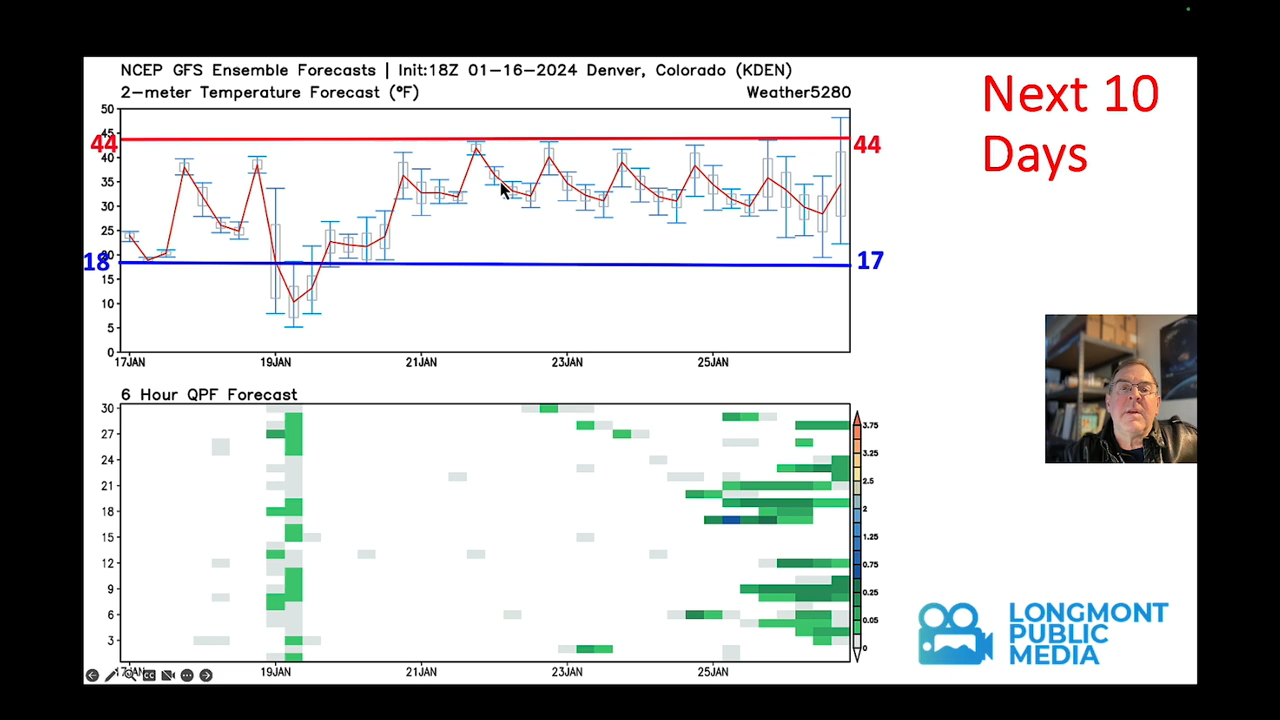 NCEP GFS Ensemble Forecasts | Init:18Z 01-16-2024 Denver, Colorado (KDEN)
2-meter Temperature Forecast (°F)
Weather5280
Next 10
Days
50
45
40
35
30
25
20
15
10
5
0
44
44
18
17
17JAN
19JAN
21JAN
23JAN
25JAN
6 Hour QPF Forecast
30
27
24
21
18
15
12
9
6
3
3.75
3.25
2.5
2
1.25
0.75
0.25
0.05
0
17JAN
19JAN
21JAN
23JAN
25JAN
LONGMONT
PUBLIC
MEDIA